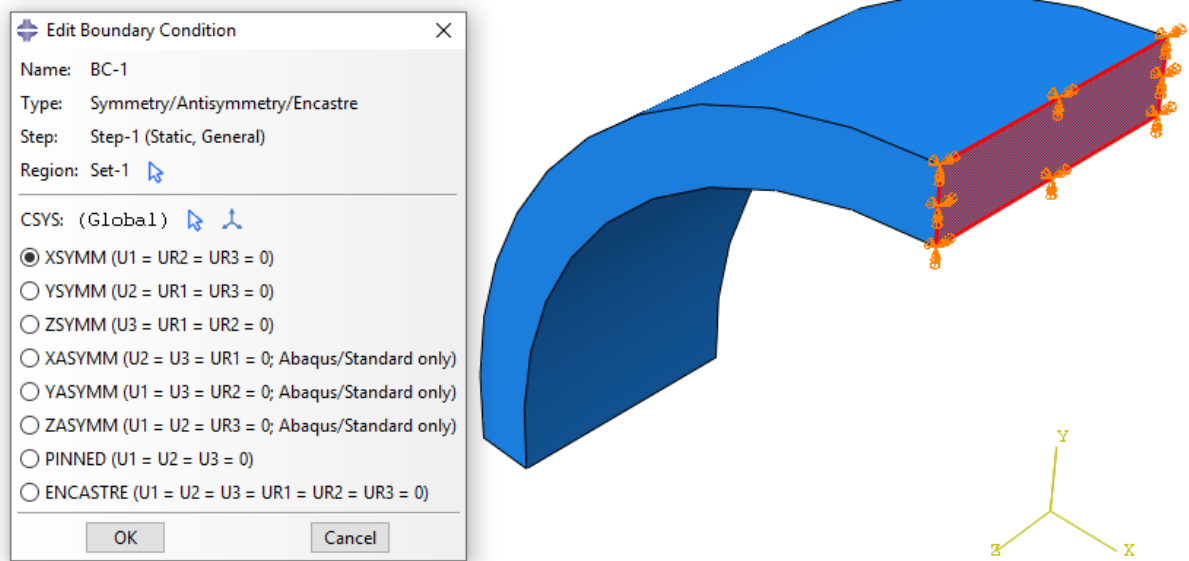 Edit Boundary Condition
Name: BC-1
Type: Symmetry/Antisymmetry/Encastre
Step: Step-1 (Static, General)
Region: Set-1
CSYS: (Global)
XSYMM (U1 = UR2 = UR3 = 0)
YSYMM (U2 = UR1 = UR3 = 0)
ZSYMM (U3 = UR1 = UR2 = 0)
XASYMM (U2 = U3 = UR1 = 0; Abaqus/Standard only)
YASYMM (U1 = U3 = UR2 = 0; Abaqus/Standard only)
ZASYMM (U1 = U2 = UR3 = 0; Abaqus/Standard only)
PINNED (U1 = U2 = U3 = 0)
ENCASTRE (U1 = U2 = U3 = UR1 = UR2 = UR3 = 0)
OK Cancel
Y
Z X